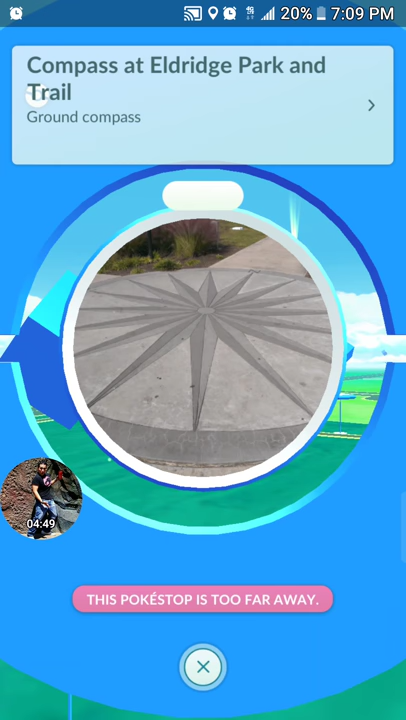 4G 20% 7:09 PM
Compass at Eldridge Park and
Trail
Ground compass
04:49
THIS POKÉSTOP IS TOO FAR AWAY.